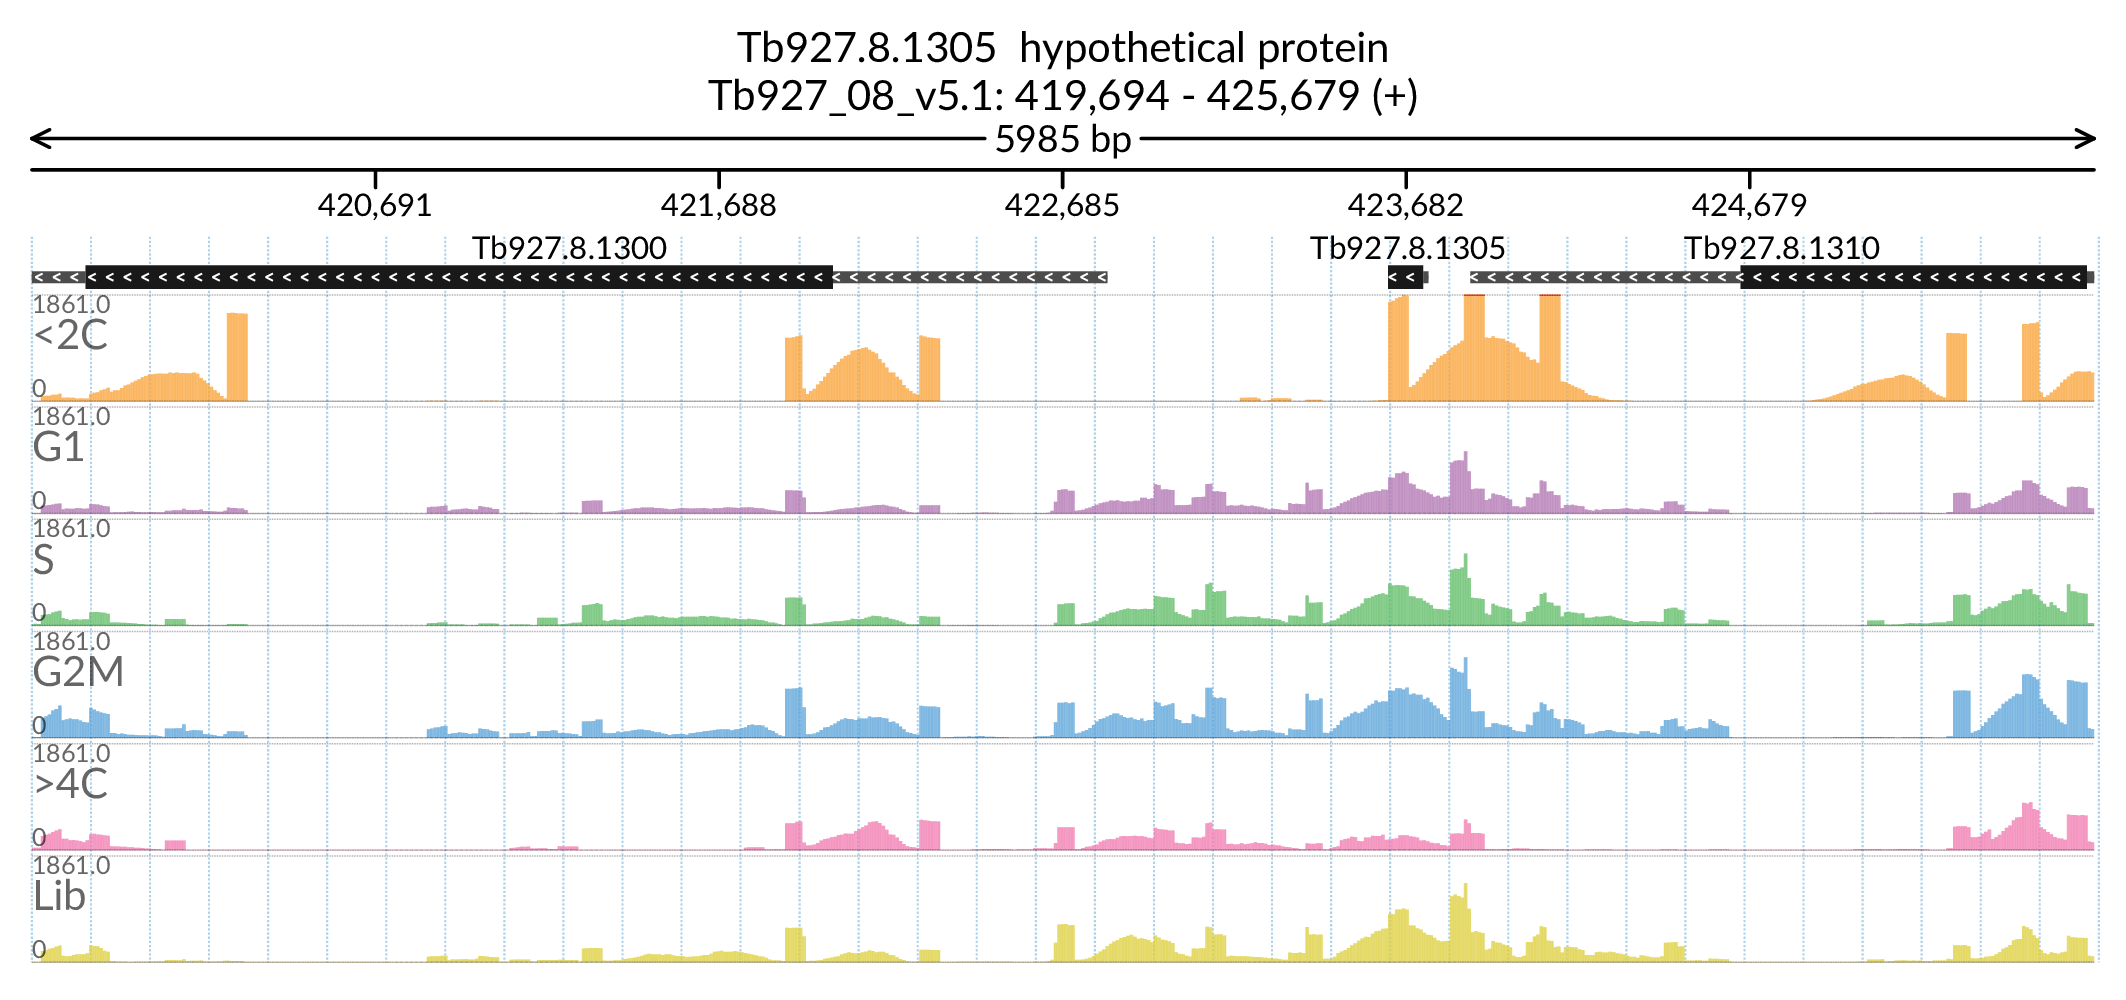 Tb927.8.1305 hypothetical protein
Tb927_08_v5.1: 419,694 - 425,679 (+)
5985 bp
420,691 421,688 422,685 423,682 424,679
Tb927.8.1300 Tb927.8.1305 Tb927.8.1310
1861.0
<2C
0
1861.0
G1
0
1861.0
S
0
1861.0
G2M
0
1861.0
>4C
0
1861.0
Lib
0